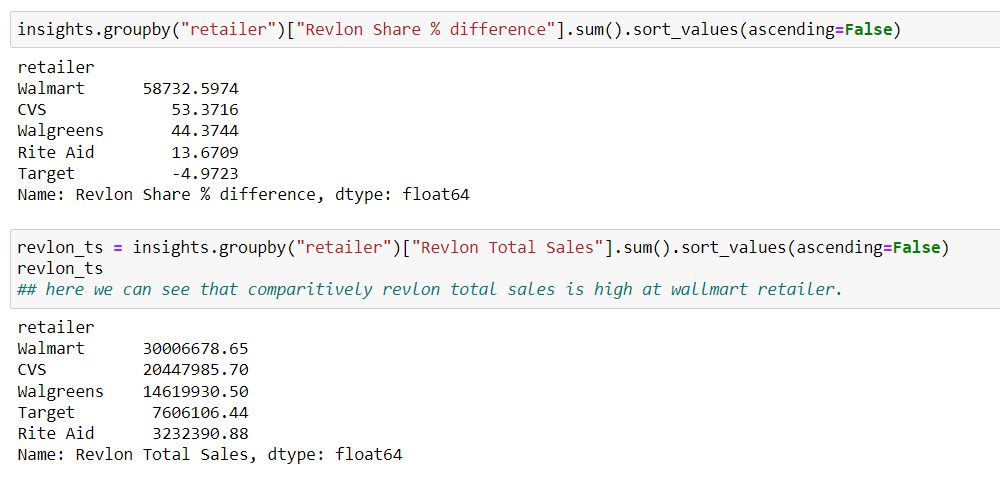 insights.groupby("retailer")["Revlon Share % difference"].sum().sort_values(ascending=False)
retailer
Walmart      58732.5974
CVS             53.3716
Walgreens       44.3744
Rite Aid        13.6709
Target          -4.9723
Name: Revlon Share % difference, dtype: float64
revlon_ts = insights.groupby("retailer")["Revlon Total Sales"].sum().sort_values(ascending=False)
revlon_ts
## here we can see that comparitively revlon total sales is high at wallmart retailer.
retailer
Walmart      30006678.65
CVS          20447985.70
Walgreens    14619930.50
Target        7606106.44
Rite Aid      3232390.88
Name: Revlon Total Sales, dtype: float64